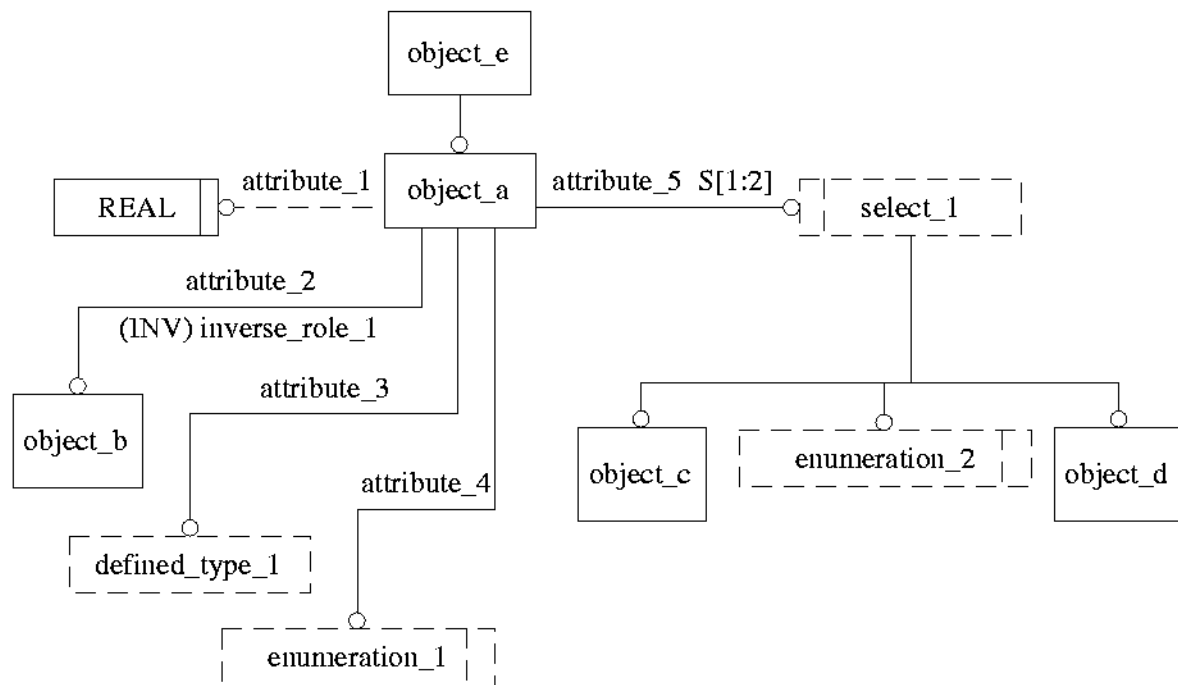 object_e
attribute_1
object_a
attribute_5 S[1:2]
REAL
select_1
attribute_2
(INV) inverse_role_1
attribute_3
object_b
object_c
enumeration_2
object_d
attribute_4
defined_type_1
enumeration_1